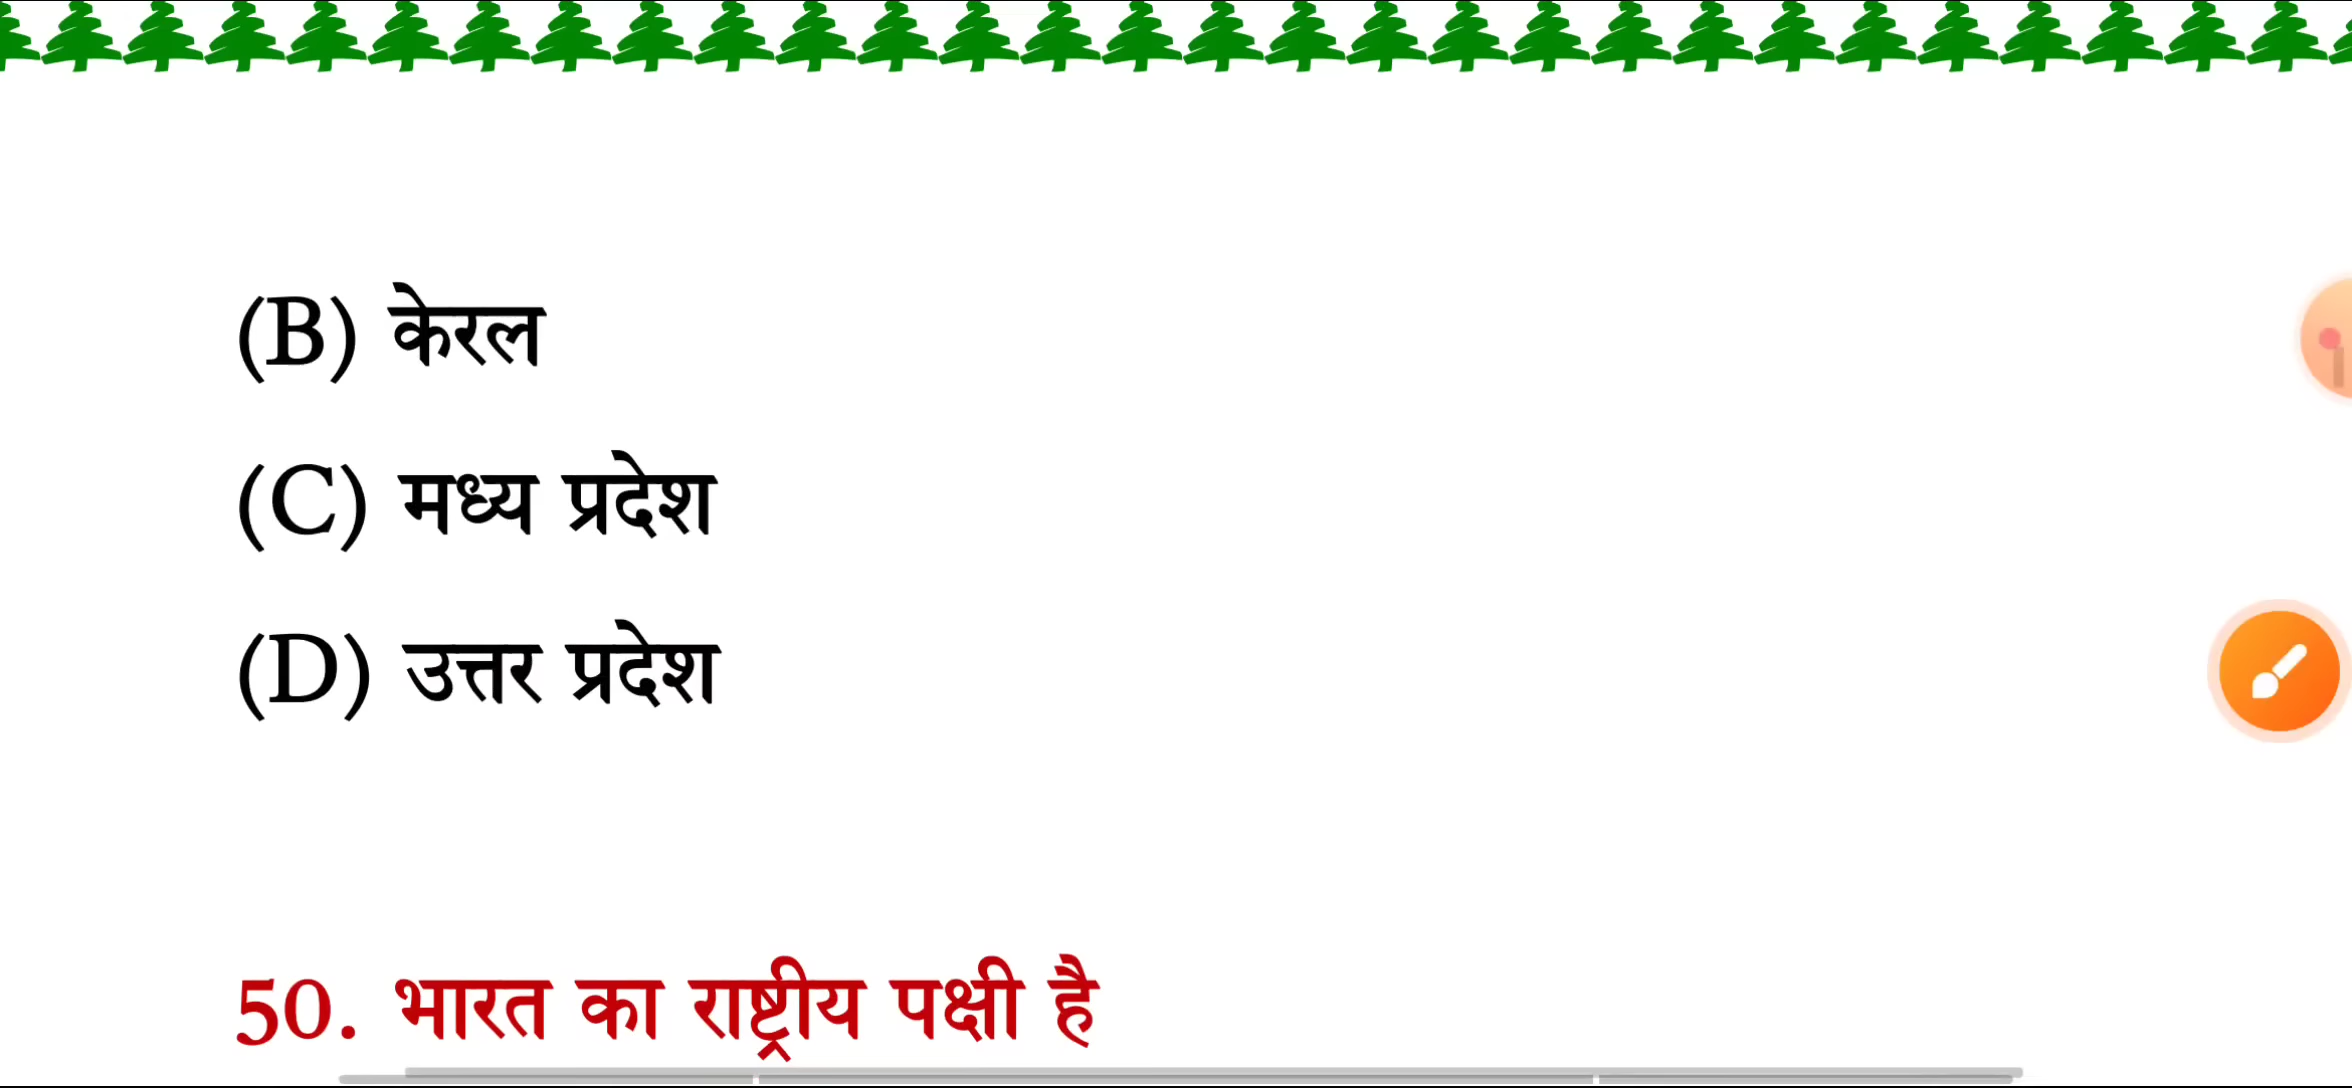 (B) केरल
(C) मध्य प्रदेश
(D) उत्तर प्रदेश
50. भारत का राष्ट्रीय पक्षी है